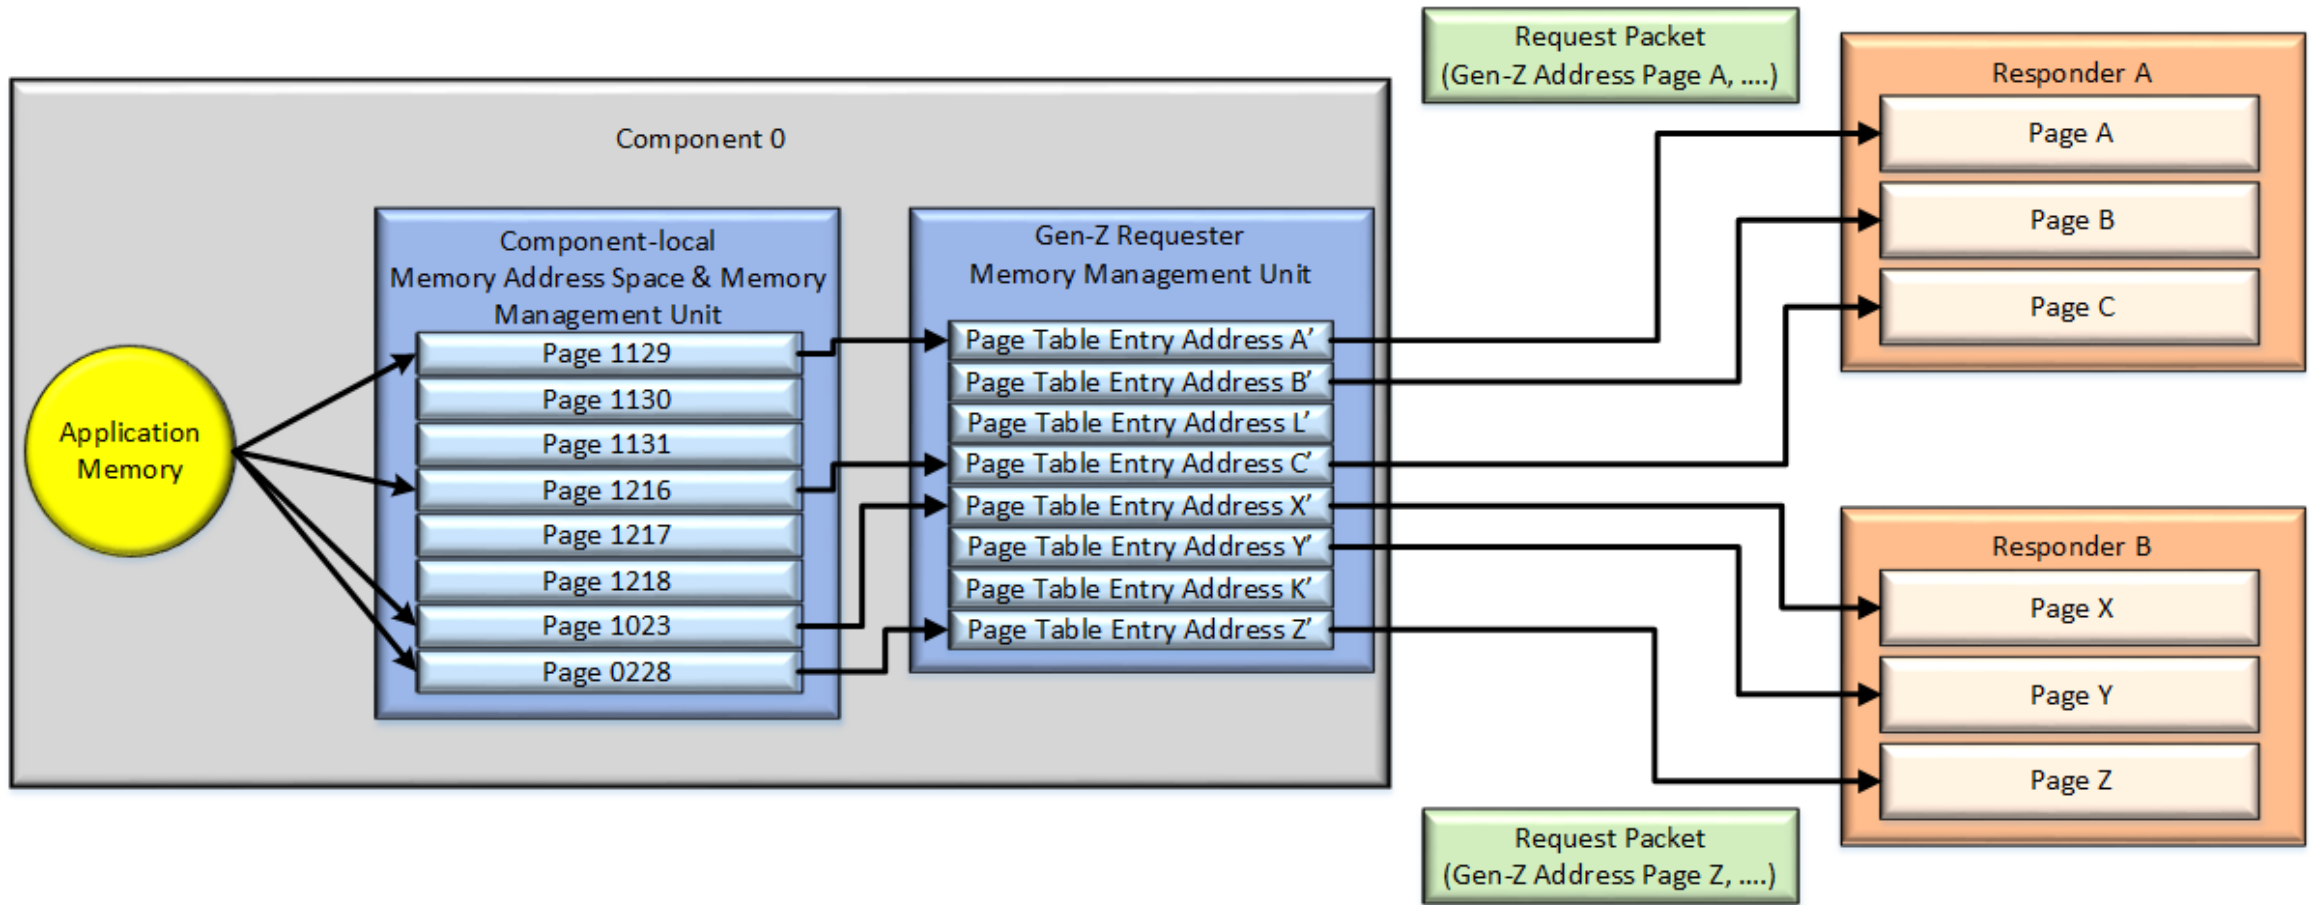 Component 0
Application
Memory
Component-local
Memory Address Space & Memory
Management Unit
Page 1129
Page 1130
Page 1131
Page 1216
Page 1217
Page 1218
Page 1023
Page 0228
Gen-Z Requester
Memory Management Unit
Page Table Entry Address A’
Page Table Entry Address B’
Page Table Entry Address L’
Page Table Entry Address C’
Page Table Entry Address X’
Page Table Entry Address Y’
Page Table Entry Address K’
Page Table Entry Address Z’
Request Packet
(Gen-Z Address Page A, ....)
Responder A
Page A
Page B
Page C
Responder B
Page X
Page Y
Page Z
Request Packet
(Gen-Z Address Page Z, ....)